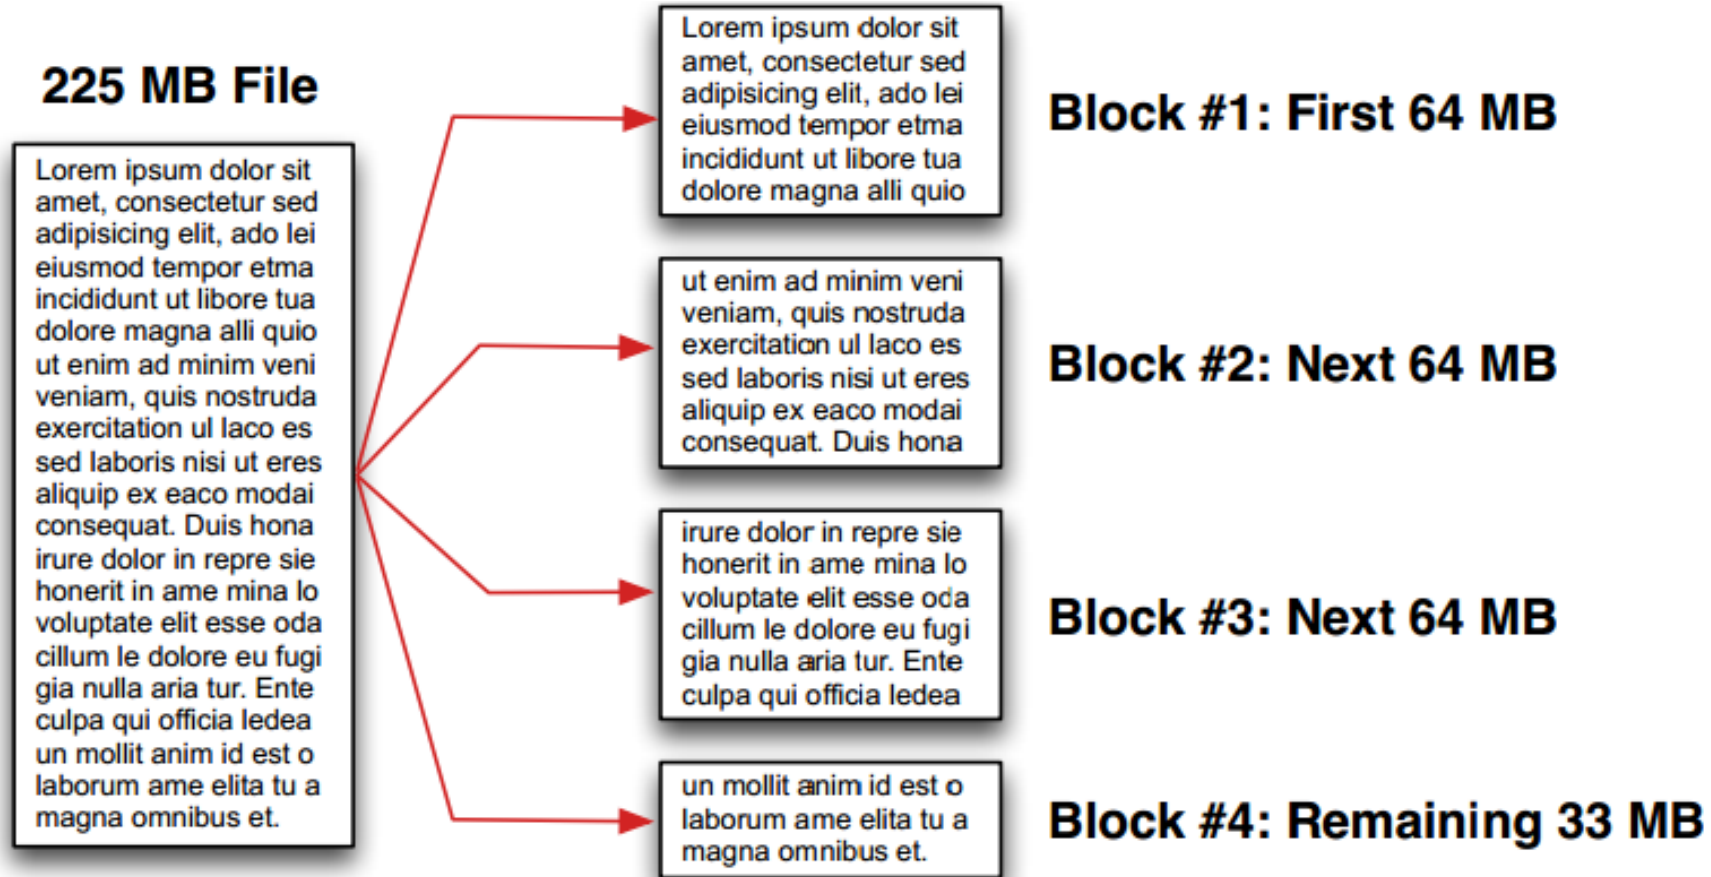 225 MB File
Lorem ipsum dolor sit
amet, consectetur sed
adipisicing elit, ado lei
eiusmod tempor etma
incididunt ut libore tua
dolore magna alli quio
ut enim ad minim veni
veniam, quis nostruda
exercitation ul laco es
sed laboris nisi ut eres
aliquip ex eaco modai
consequat. Duis hona
irure dolor in repre sie
honerit in ame mina lo
voluptate elit esse oda
cillum le dolore eu fugi
gia nulla aria tur. Ente
culpa qui officia ledea
un mollit anim id est o
laborum ame elita tu a
magna omnibus et.
Lorem ipsum dolor sit
amet, consectetur sed
adipisicing elit, ado lei
eiusmod tempor etma
incididunt ut libore tua
dolore magna alli quio
Block #1: First 64 MB
ut enim ad minim veni
veniam, quis nostruda
exercitation ul laco es
sed laboris nisi ut eres
aliquip ex eaco modai
consequat. Duis hona
Block #2: Next 64 MB
irure dolor in repre sie
honerit in ame mina lo
voluptate elit esse oda
cillum le dolore eu fugi
gia nulla aria tur. Ente
culpa qui officia ledea
Block #3: Next 64 MB
un mollit anim id est o
laborum ame elita tu a
magna omnibus et.
Block #4: Remaining 33 MB